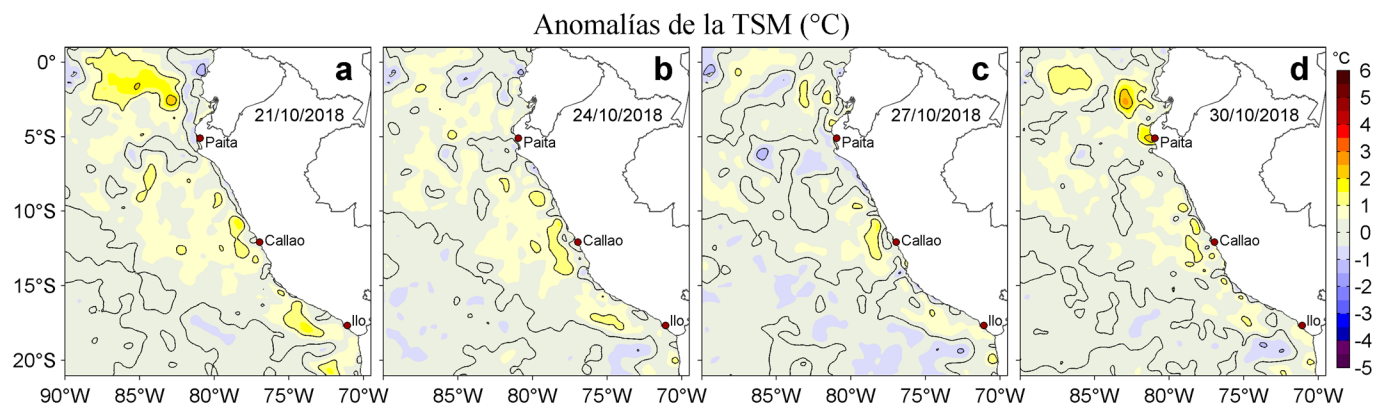 Anomalías de la TSM (°C)
a
21/10/2018
Paita
Callao
Ilo
b
24/10/2018
Paita
Callao
Ilo
c
27/10/2018
Paita
Callao
Ilo
d
30/10/2018
Paita
Callao
Ilo
0°
5°S
10°S
15°S
20°S
90°W 85°W 80°W 75°W 70°W
85°W 80°W 75°W 70°W
85°W 80°W 75°W 70°W
85°W 80°W 75°W 70°W
°C
6
5
4
3
2
1
0
-1
-2
-3
-4
-5